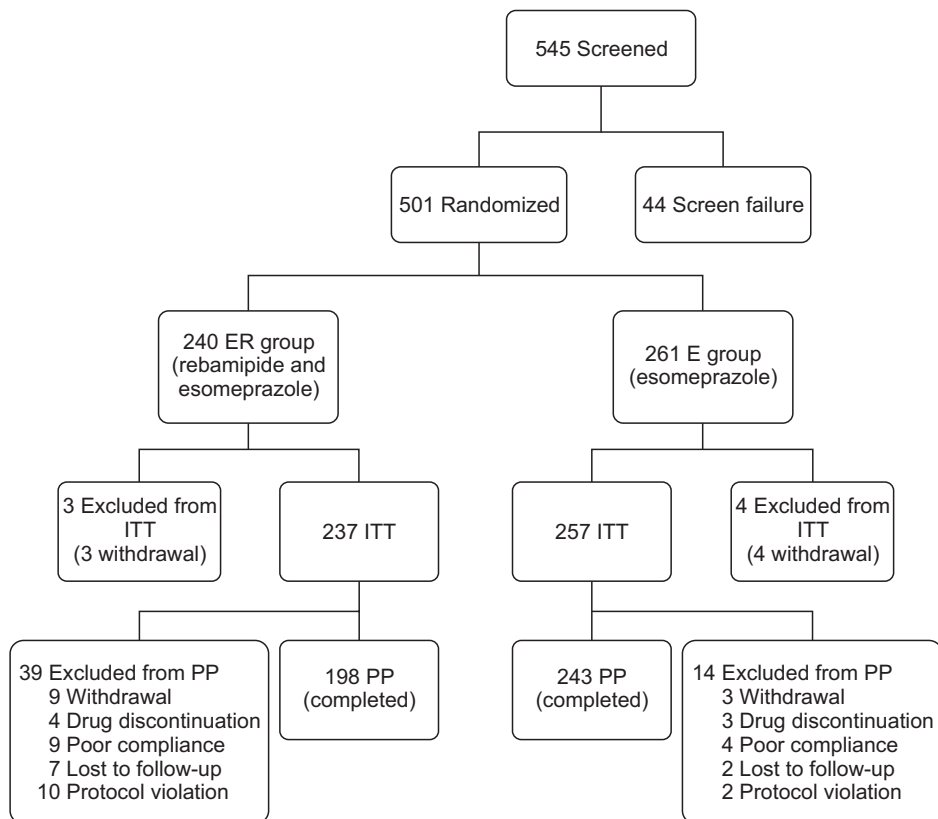 545 Screened
501 Randomized
44 Screen failure
240 ER group
(rebamipide and
esomeprazole)
261 E group
(esomeprazole)
3 Excluded from
ITT
(3 withdrawal)
237 ITT
257 ITT
4 Excluded from
ITT
(4 withdrawal)
39 Excluded from PP
9 Withdrawal
4 Drug discontinuation
9 Poor compliance
7 Lost to follow-up
10 Protocol violation
198 PP
(completed)
243 PP
(completed)
14 Excluded from PP
3 Withdrawal
3 Drug discontinuation
4 Poor compliance
2 Lost to follow-up
2 Protocol violation